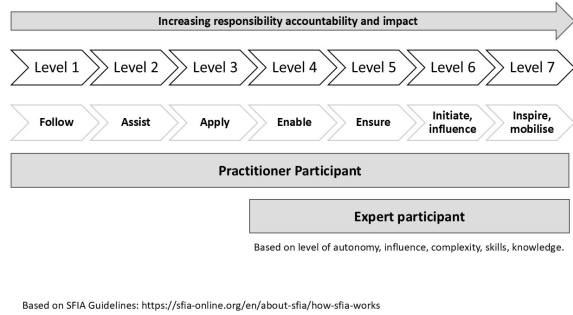 Increasing responsibility accountability and impact
Level 1 Level 2 Level 3 Level 4 Level 5 Level 6 Level 7
Follow Assist Apply Enable Ensure Initiate, influence Inspire, mobilise
Practitioner Participant
Expert participant
Based on level of autonomy, influence, complexity, skills, knowledge.
Based on SFIA Guidelines: https://sfia-online.org/en/about-sfia/how-sfia-works